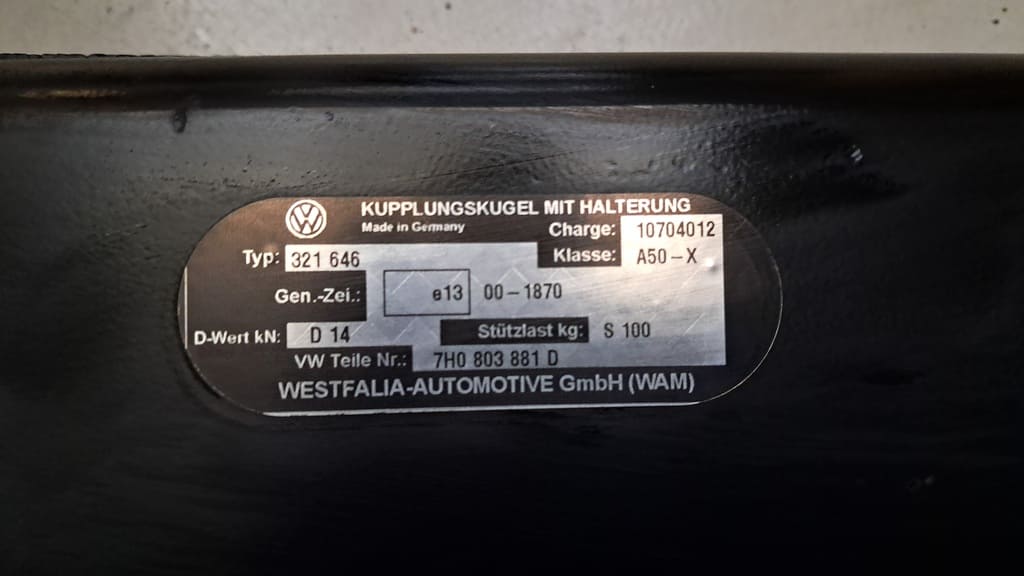 KUPPLUNGSKUGEL MIT HALTERUNG
Made in Germany
Charge: 10704012
Typ: 321 646
Klasse: A50-X
Gen.-Zei.: e13 00-1870
D-Wert kN: D 14
Stützlast kg: S 100
VW Teile Nr.: 7H0 803 881 D
WESTFALIA-AUTOMOTIVE GmbH (WAM)